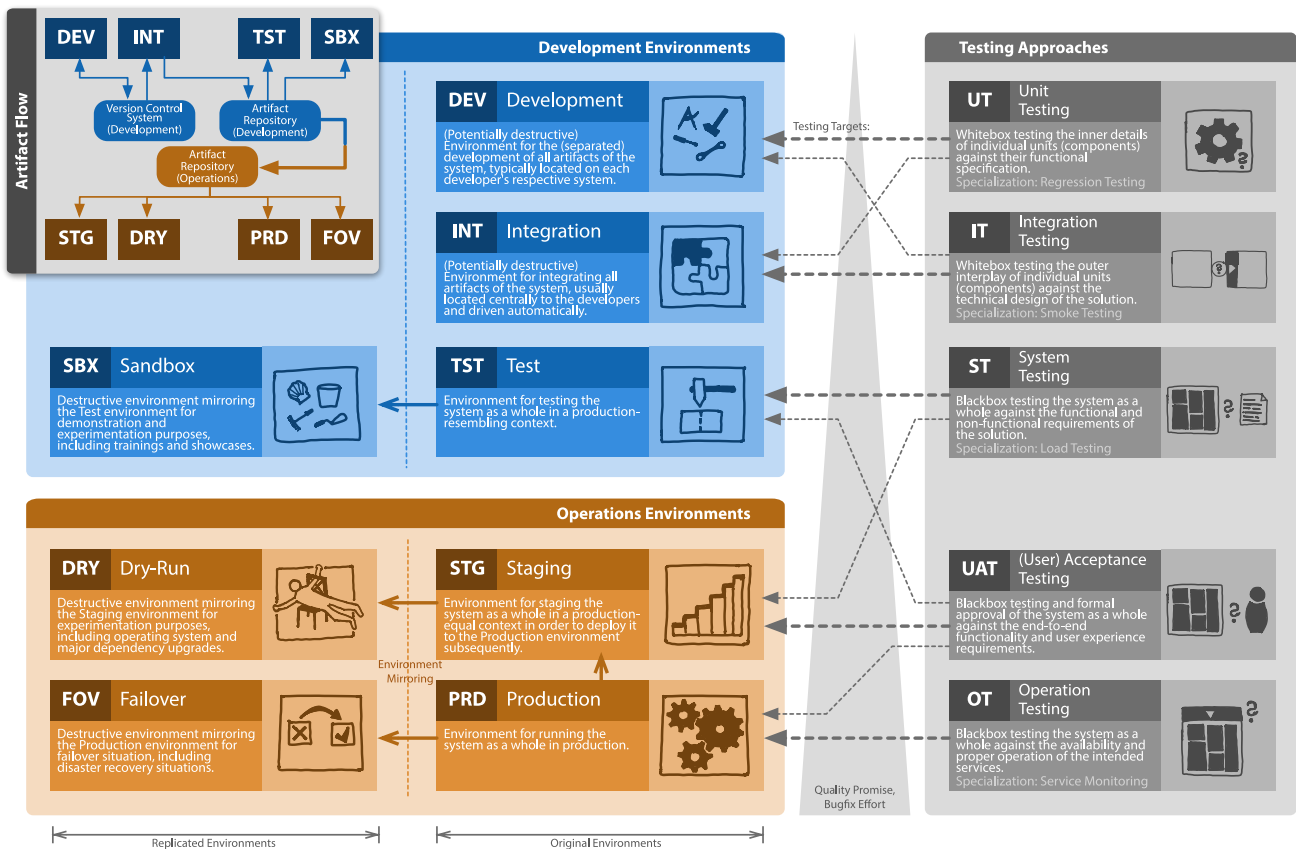 Artifact Flow
DEV
INT
TST
SBX
Version Control
System
(Development)
Artifact
Repository
(Development)
Artifact
Repository
(Operations)
STG
DRY
PRD
FOV
Development Environments
DEV
Development
(Potentially destructive)
Environment for the (separated)
development of all artifacts of the
system, typically located on each
developer's respective system.
INT
Integration
(Potentially destructive)
Environment for integrating all
artifacts of the system, usually
located centrally to the developers
and driven automatically.
SBX
Sandbox
Destructive environment mirroring
the Test environment for
demonstration and
experimentation purposes,
including trainings and showcases.
TST
Test
Environment for testing the
system as a whole in a production-
resembling context.
Operations Environments
DRY
Dry-Run
Destructive environment mirroring
the Staging environment for
experimentation purposes,
including operating system and
major dependency upgrades.
STG
Staging
Environment for staging the
system as a whole in a production-
equal context in order to deploy it
to the Production environment
subsequently.
Environment
Mirroring
FOV
Failover
Destructive environment mirroring
the Production environment for
failover situation, including
disaster recovery situations.
PRD
Production
Environment for running the
system as a whole in production.
Replicated Environments
Original Environments
Testing Targets:
Quality Promise,
Bugfix Effort
Testing Approaches
UT
Unit
Testing
Whitebox testing the inner details
of individual units (components)
against their functional
specification.
Specialization: Regression Testing
?
IT
Integration
Testing
Whitebox testing the outer
interplay of individual units
(components) against the
technical design of the solution.
Specialization: Smoke Testing
?
ST
System
Testing
Blackbox testing the system as a
whole against the functional and
non-functional requirements of
the solution.
Specialization: Load Testing
?
UAT
(User) Acceptance
Testing
Blackbox testing and formal
approval of the system as a whole
against the end-to-end
functionality and user experience
requirements.
?
OT
Operation
Testing
Blackbox testing the system as a
whole against the availability and
proper operation of the intended
services.
Specialization: Service Monitoring
?